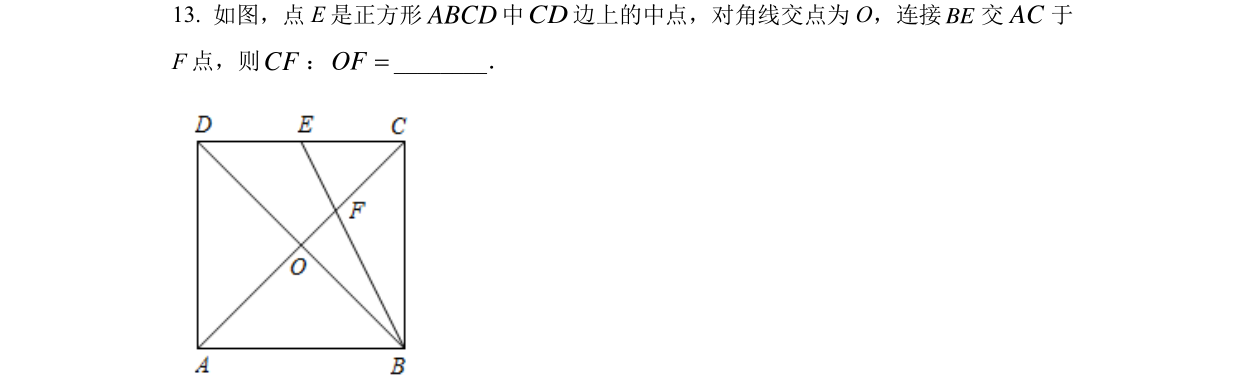 13. 如图，点 E 是正方形 ABCD 中 CD 边上的中点，对角线交点为 O，连接 BE 交 AC 于
F 点，则 CF：OF = ________．
D E C
F
O
A B